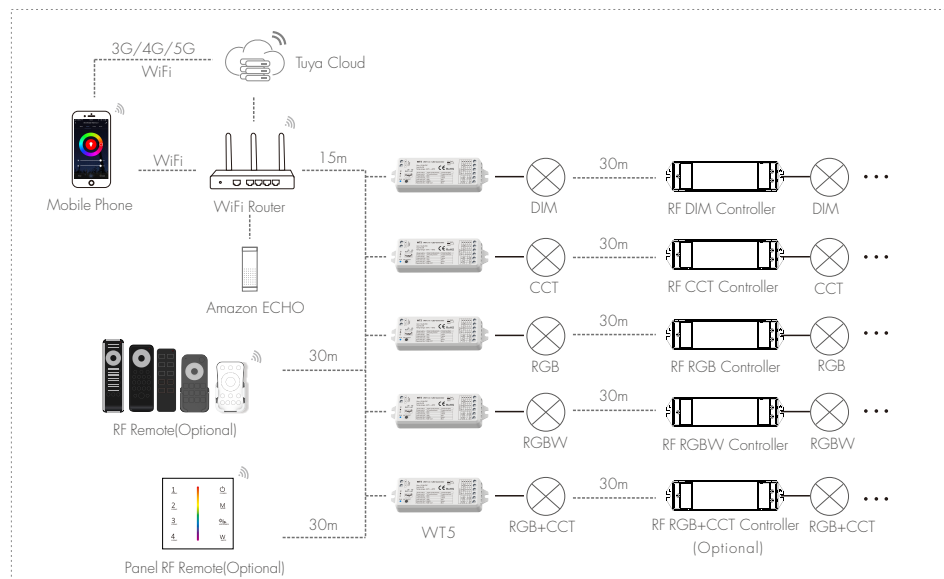 3G/4G/5G
WiFi
Tuya Cloud
WiFi
15m
Mobile Phone
WiFi Router
Amazon ECHO
30m
RF Remote(Optional)
1
2
3
4
M
W
30m
Panel RF Remote(Optional)
DIM
30m
RF DIM Controller
DIM
CCT
30m
RF CCT Controller
CCT
RGB
30m
RF RGB Controller
RGB
RGBW
30m
RF RGBW Controller
RGBW
WT5
RGB+CCT
30m
RF RGB+CCT Controller
(Optional)
RGB+CCT